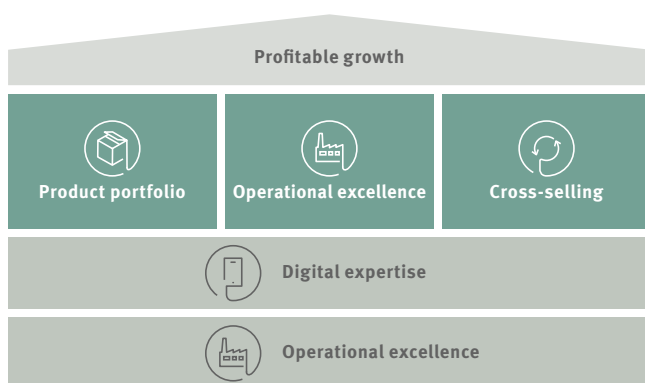 Profitable growth
Product portfolio
Operational excellence
Cross-selling
Digital expertise
Operational excellence